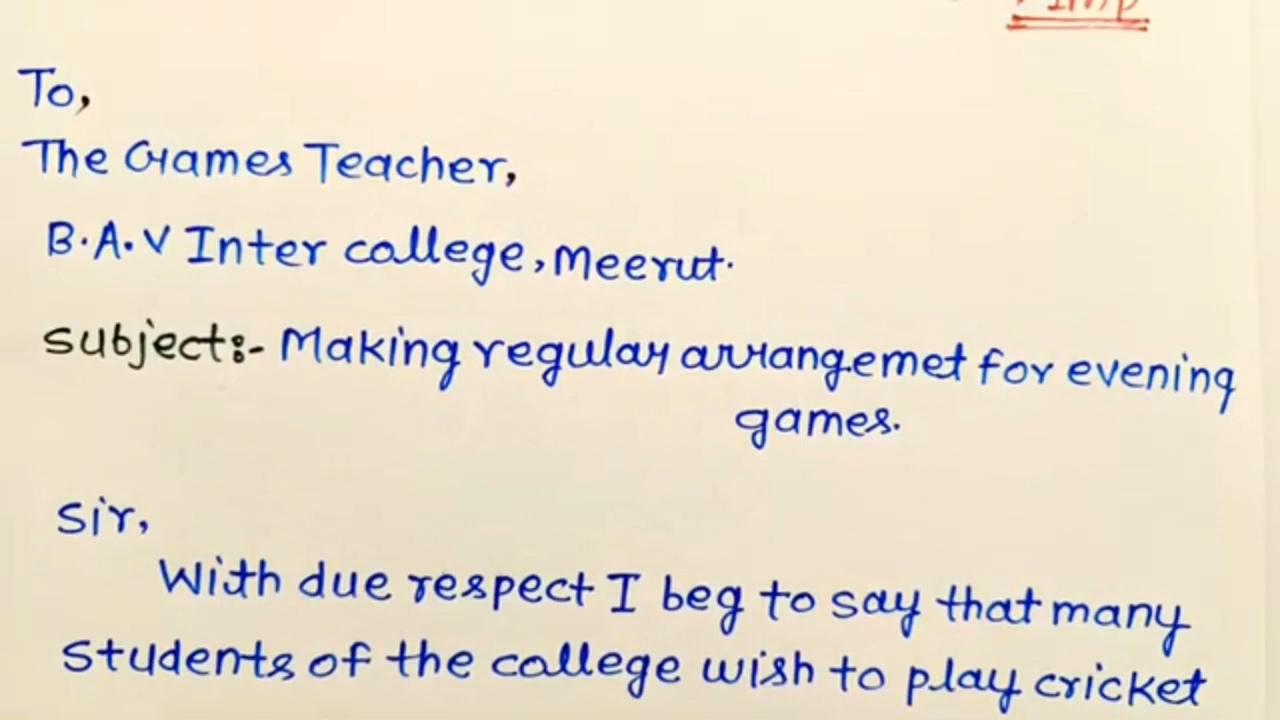 Imp
To,
The Games Teacher,
B.A.V Inter college, Meerut.
Subject:- Making regular arrangemet for evening
games.
Sir,
With due respect I beg to say that many
students of the college wish to play cricket